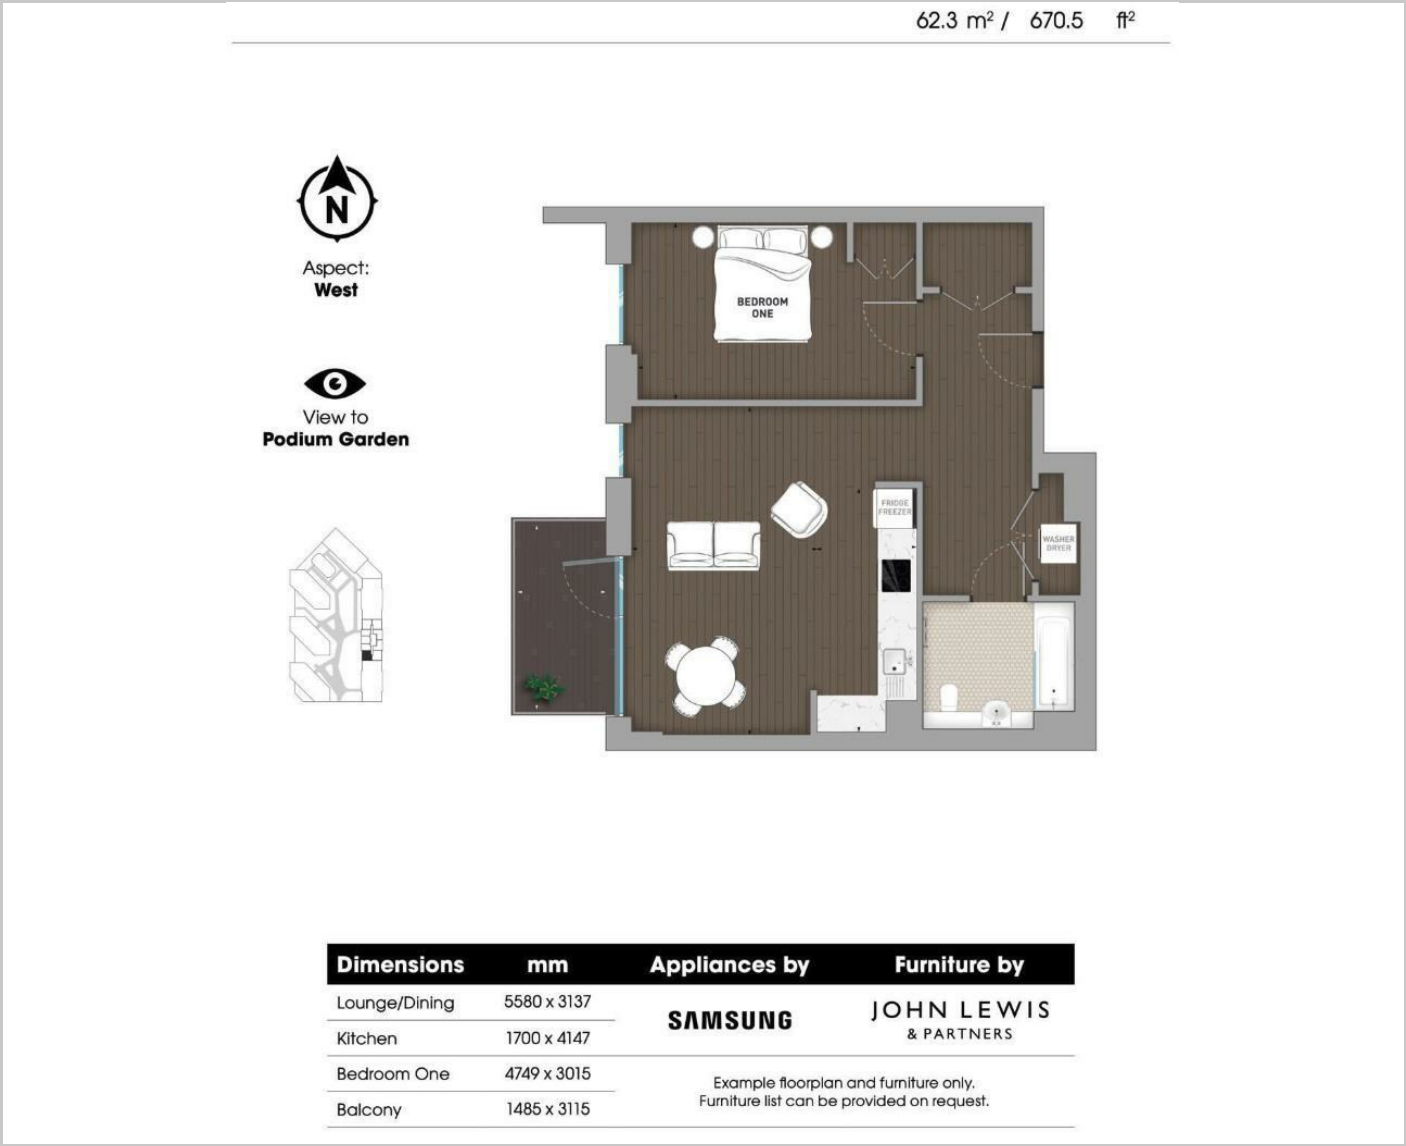 62.3 m² / 670.5 ft²
N
Aspect:
West
View to
Podium Garden
BEDROOM
ONE
FRIDGE
FREEZER
WASHER
DRYER
Dimensions mm Appliances by Furniture by
Lounge/Dining 5580 x 3137
Kitchen 1700 x 4147
Bedroom One 4749 x 3015
Balcony 1485 x 3115
SAMSUNG
JOHN LEWIS
& PARTNERS
Example floorplan and furniture only.
Furniture list can be provided on request.